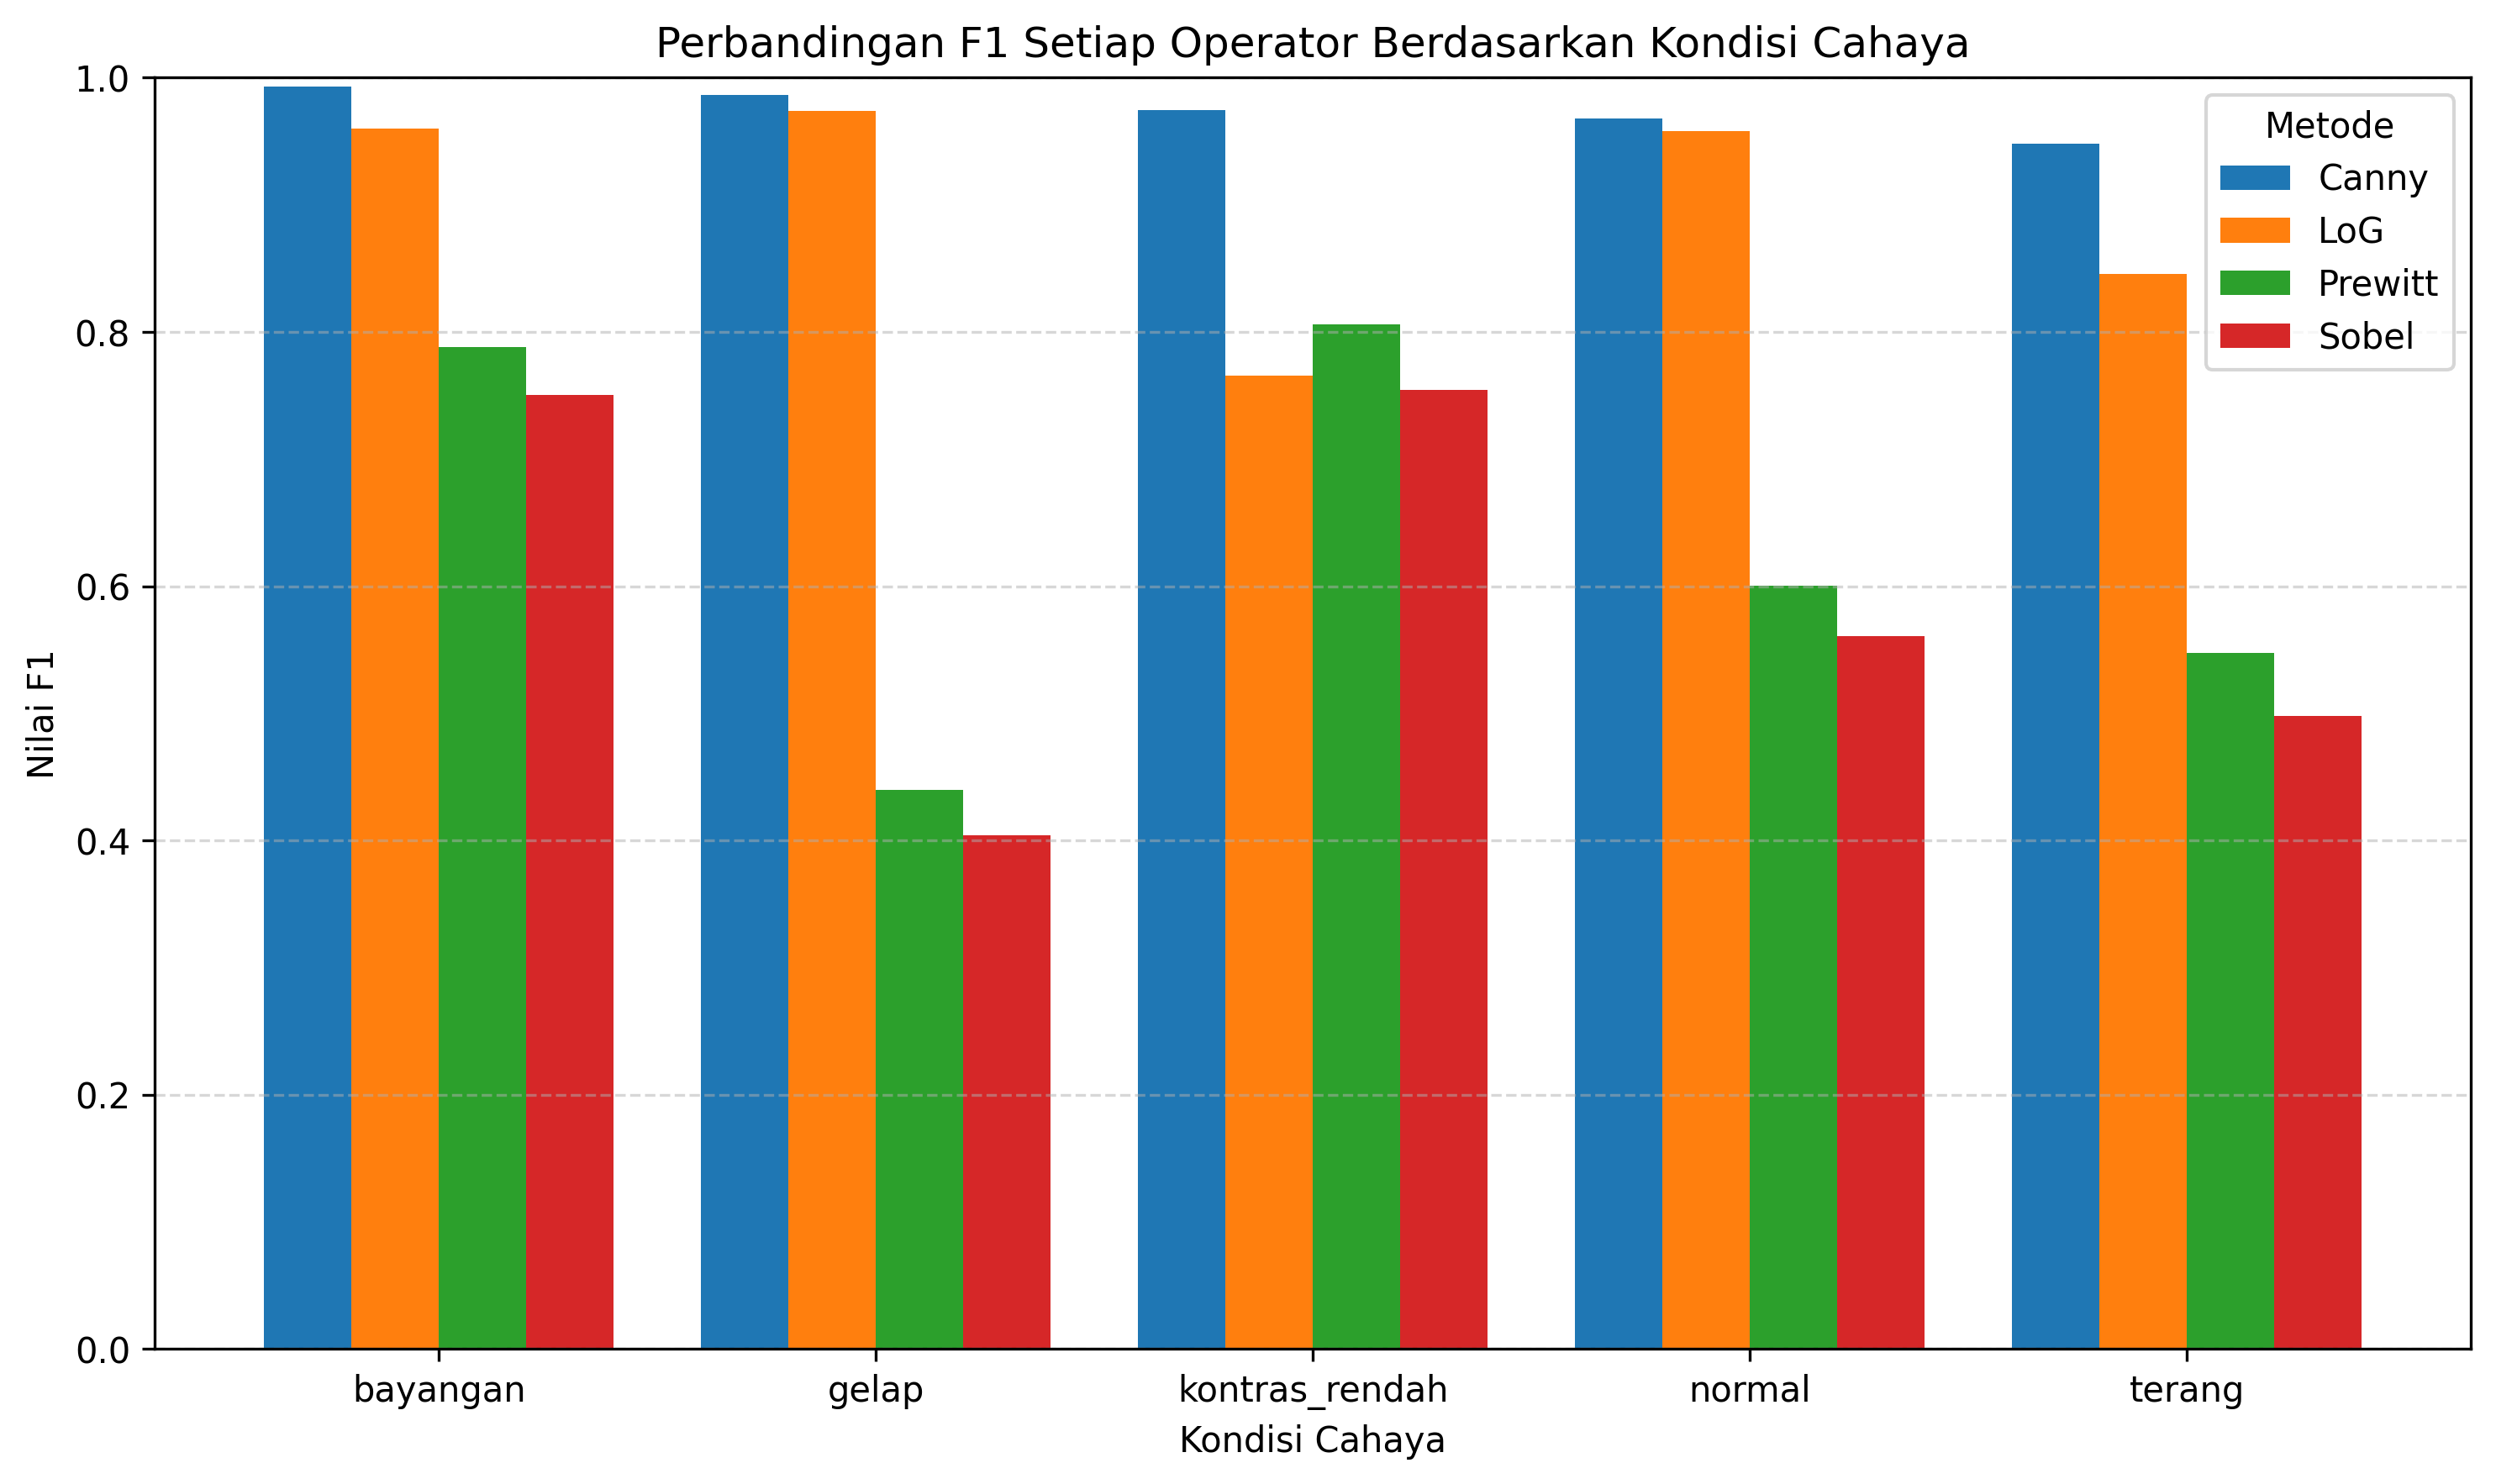 Perbandingan F1 Setiap Operator Berdasarkan Kondisi Cahaya
Nilai F1
1.0
0.8
0.6
0.4
0.2
0.0
Metode
Canny
LoG
Prewitt
Sobel
bayangan
gelap
kontras_rendah
normal
terang
Kondisi Cahaya